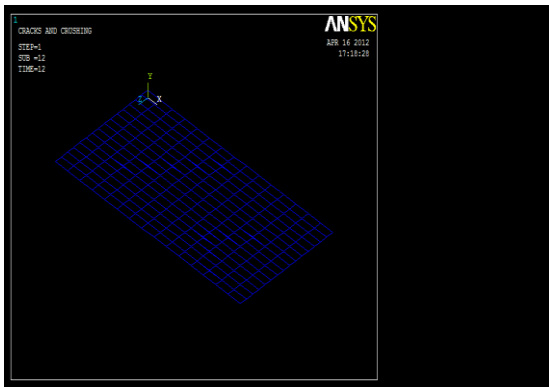 1
CRACKS AND CRUSHING
STEP=1
SUB =12
TIME=12
ANSYS
APR 16 2012
17:18:28
Y
Z X